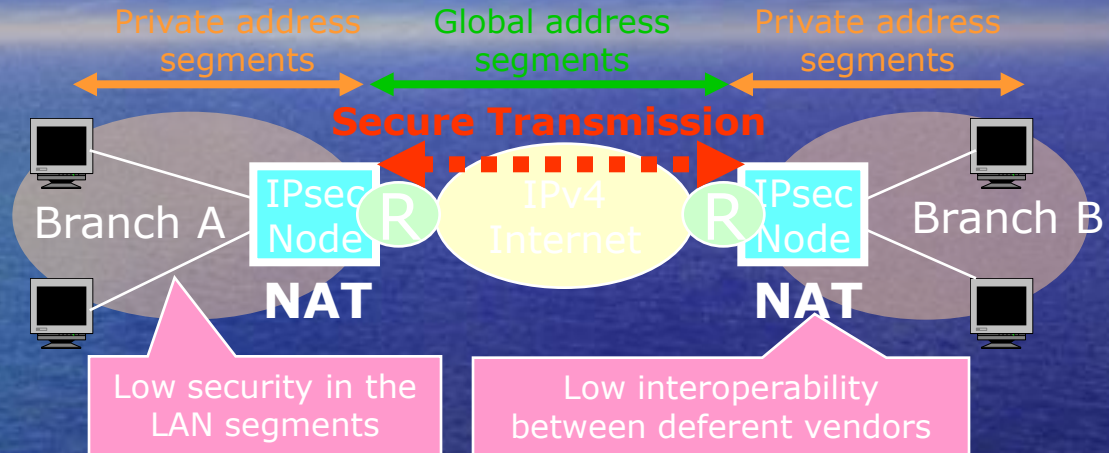 Private address
segments
Global address
segments
Private address
segments
Secure Transmission
Branch A
IPsec
Node
R
IPv4
Internet
R
IPsec
Node
Branch B
NAT
NAT
Low security in the
LAN segments
Low interoperability
between deferent vendors